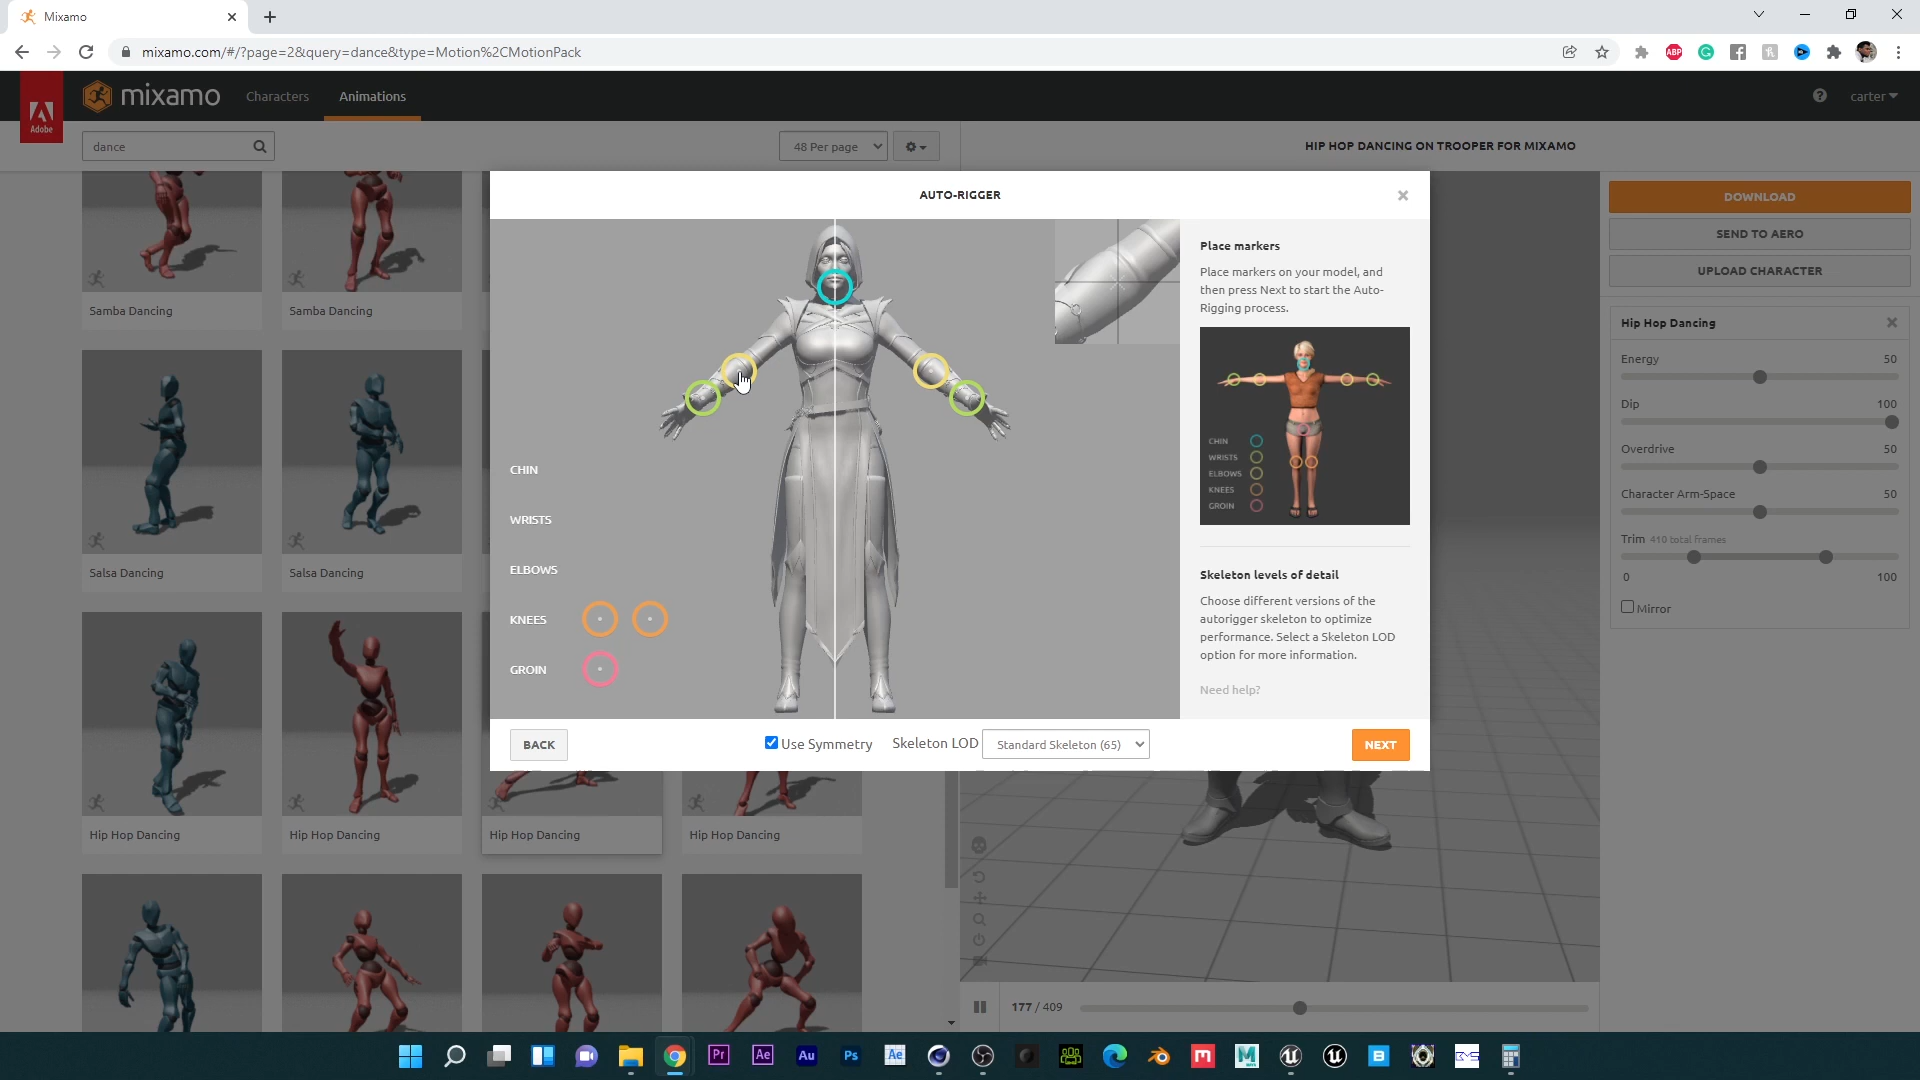 Mixamo
mixamo.com/#/?page=2&query=dance&type=Motion%2CMotionPack
ABP
Adobe
mixamo
Characters
Animations
carter
dance
48 Per page
HIP HOP DANCING ON TROOPER FOR MIXAMO
AUTO-RIGGER
DOWNLOAD
SEND TO AERO
UPLOAD CHARACTER
Place markers
Place markers on your model, and
then press Next to start the Auto-
Rigging process.
CHIN
WRISTS
ELBOWS
KNEES
GROIN
CHIN
WRISTS
ELBOWS
KNEES
GROIN
Skeleton levels of detail
Choose different versions of the
autorigger skeleton to optimize
performance. Select a Skeleton LOD
option for more information.
Need help?
BACK
Use Symmetry
Skeleton LOD
Standard Skeleton (65)
NEXT
Hip Hop Dancing
Energy 50
Dip 100
Overdrive 50
Character Arm-Space 50
Trim 410 total frames
0 100
Mirror
Samba Dancing
Samba Dancing
Salsa Dancing
Salsa Dancing
Hip Hop Dancing
Hip Hop Dancing
Hip Hop Dancing
Hip Hop Dancing
177 / 409
Pr
Ae
Au
Ps
Ae